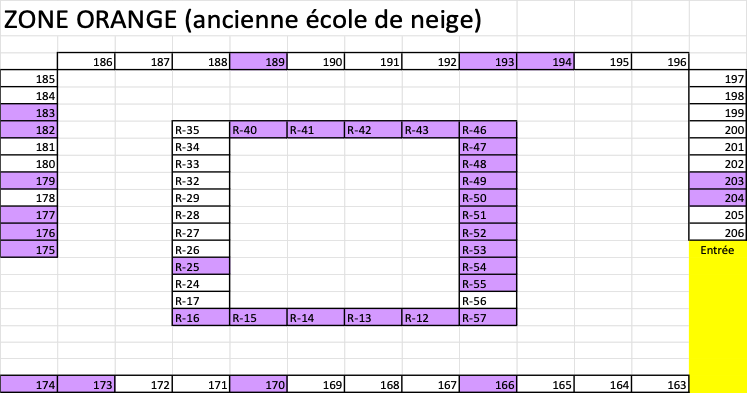 ZONE ORANGE (ancienne école de neige)
186 187 188 189 190 191 192 193 194 195 196
185 197
184 198
183 199
182 R-35 R-40 R-41 R-42 R-43 R-46 200
181 R-34 R-47 201
180 R-33 R-48 202
179 R-32 R-49 203
178 R-29 R-50 204
177 R-28 R-51 205
176 R-27 R-52 206
175 R-26 R-53 Entrée
R-25 R-54
R-24 R-55
R-17 R-56
R-16 R-15 R-14 R-13 R-12 R-57
174 173 172 171 170 169 168 167 166 165 164 163